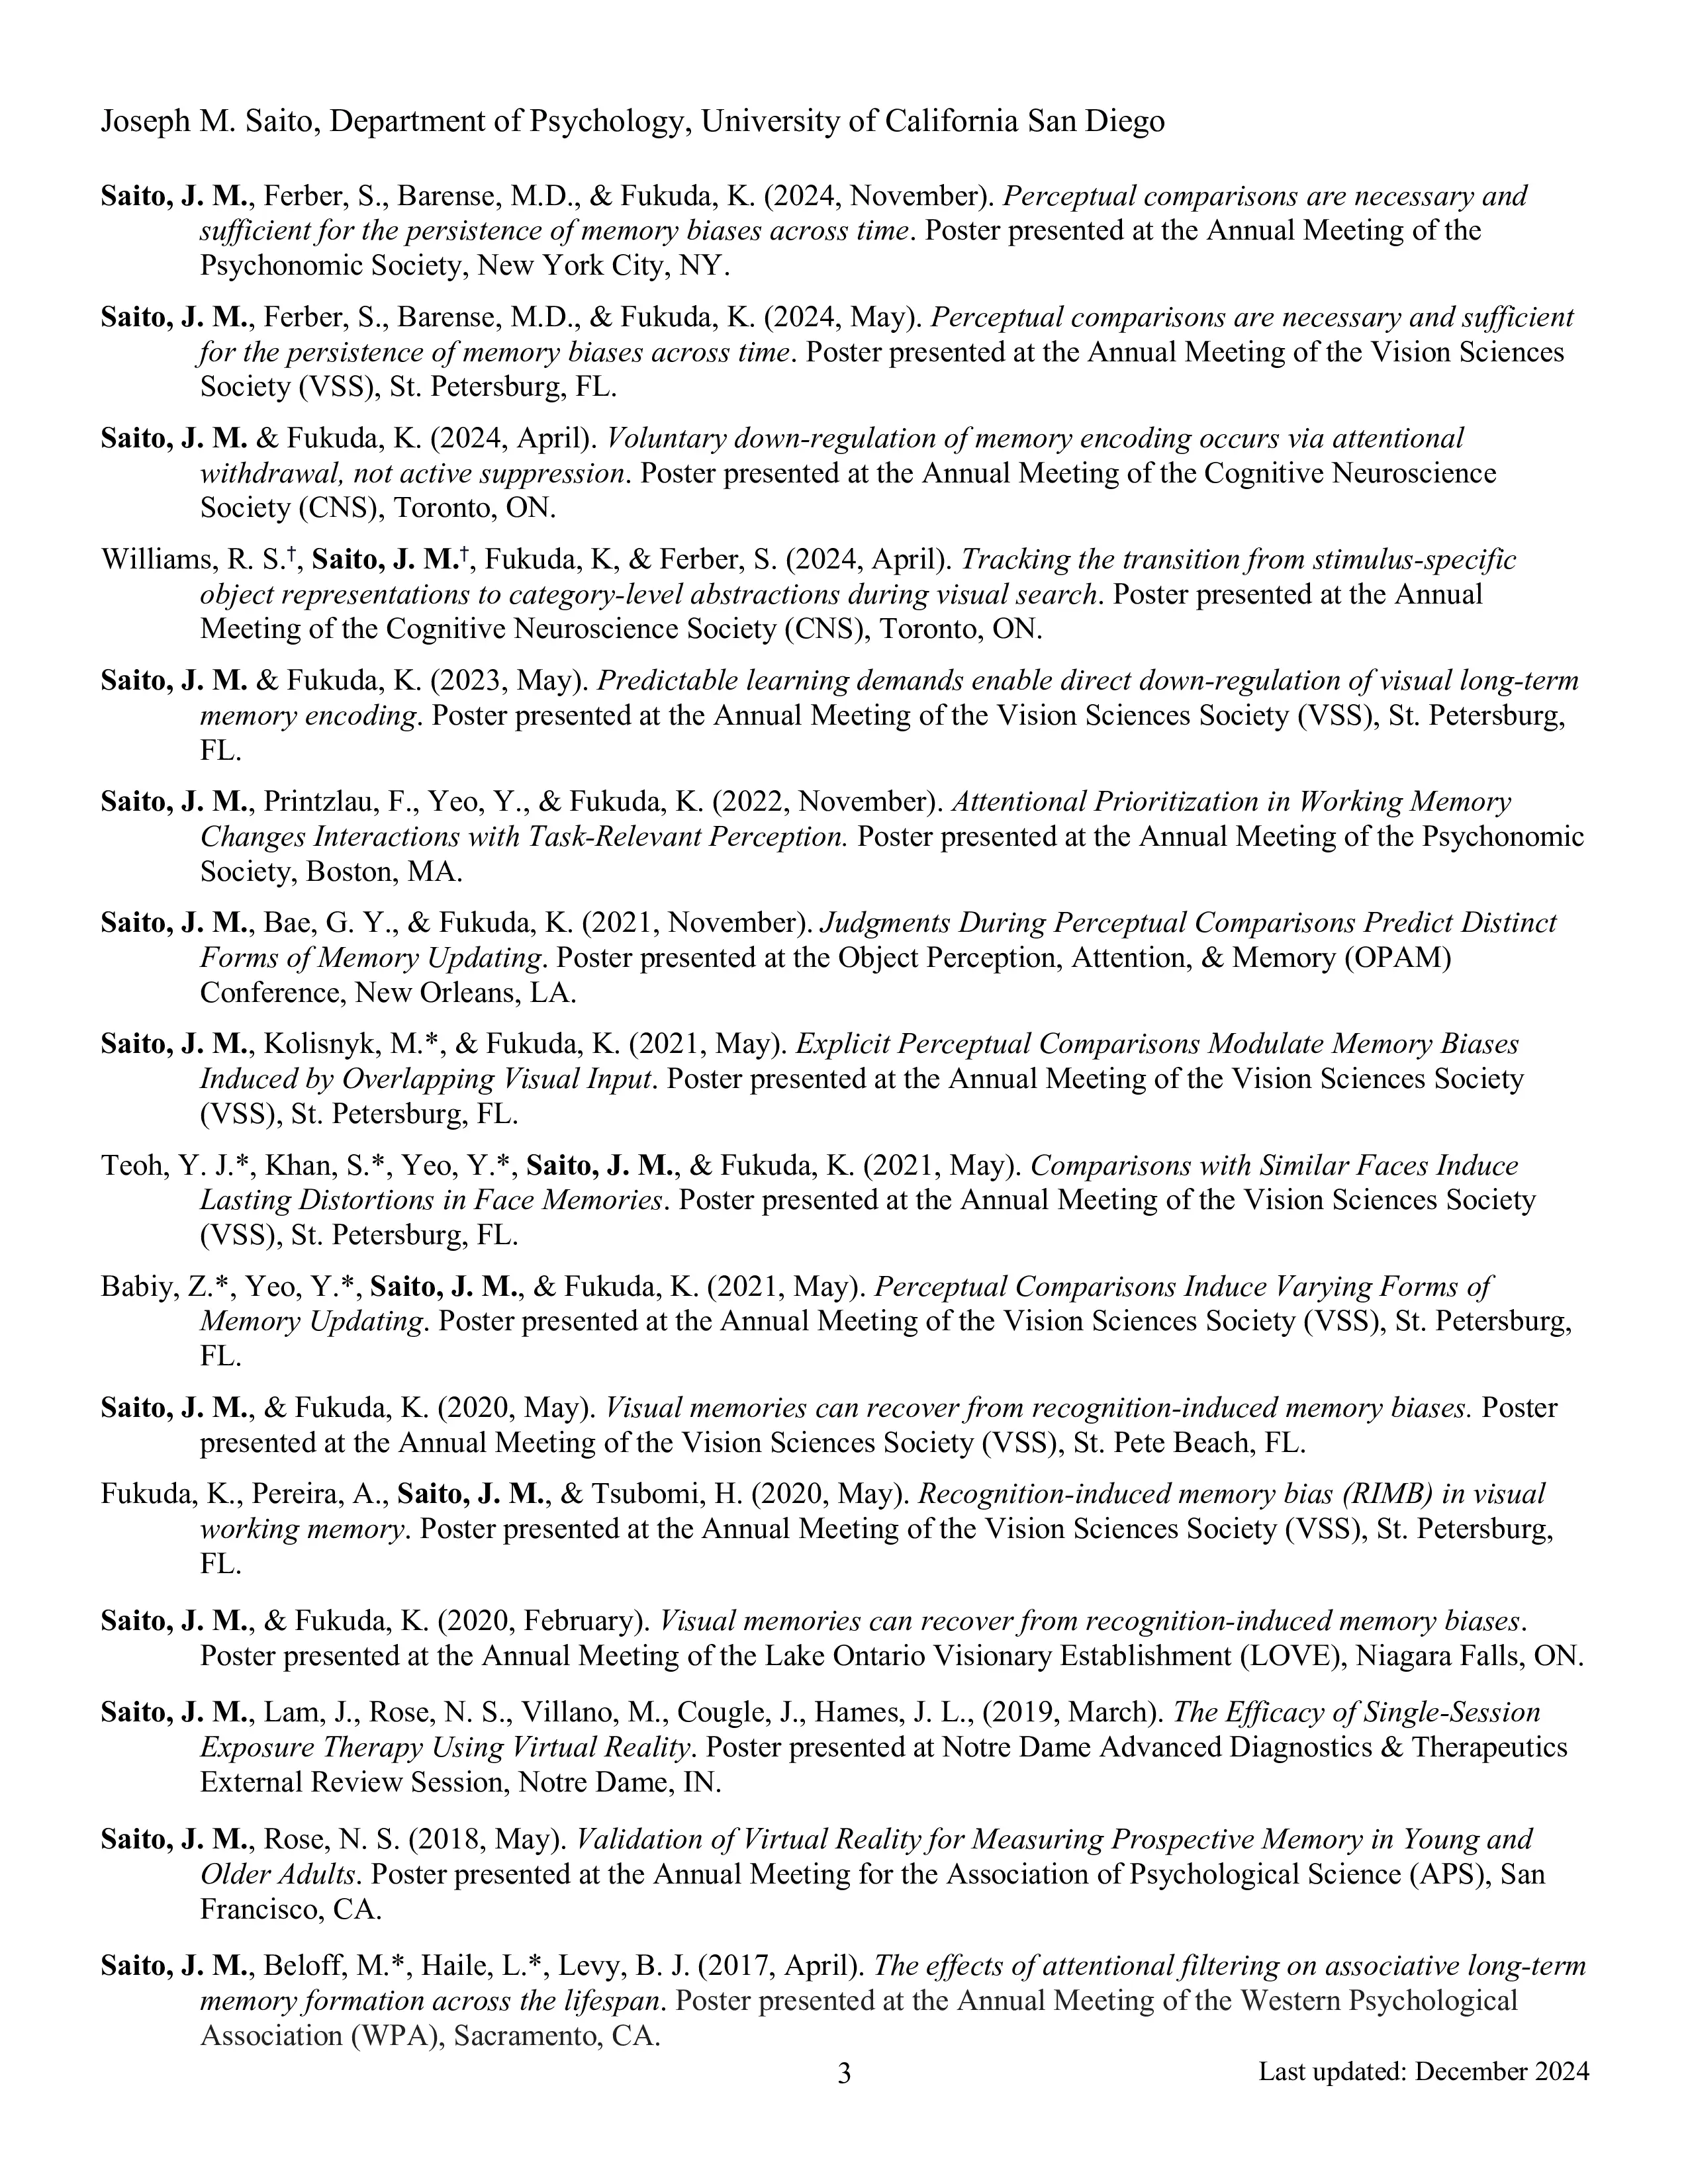 Joseph M. Saito, Department of Psychology, University of California San Diego
Saito, J. M., Ferber, S., Barense, M.D., & Fukuda, K. (2024, November). Perceptual comparisons are necessary and
sufficient for the persistence of memory biases across time. Poster presented at the Annual Meeting of the
Psychonomic Society, New York City, NY.
Saito, J. M., Ferber, S., Barense, M.D., & Fukuda, K. (2024, May). Perceptual comparisons are necessary and sufficient
for the persistence of memory biases across time. Poster presented at the Annual Meeting of the Vision Sciences
Society (VSS), St. Petersburg, FL.
Saito, J. M. & Fukuda, K. (2024, April). Voluntary down-regulation of memory encoding occurs via attentional
withdrawal, not active suppression. Poster presented at the Annual Meeting of the Cognitive Neuroscience
Society (CNS), Toronto, ON.
Williams, R. S.†, Saito, J. M.†, Fukuda, K, & Ferber, S. (2024, April). Tracking the transition from stimulus-specific
object representations to category-level abstractions during visual search. Poster presented at the Annual
Meeting of the Cognitive Neuroscience Society (CNS), Toronto, ON.
Saito, J. M. & Fukuda, K. (2023, May). Predictable learning demands enable direct down-regulation of visual long-term
memory encoding. Poster presented at the Annual Meeting of the Vision Sciences Society (VSS), St. Petersburg,
FL.
Saito, J. M., Printzlau, F., Yeo, Y., & Fukuda, K. (2022, November). Attentional Prioritization in Working Memory
Changes Interactions with Task-Relevant Perception. Poster presented at the Annual Meeting of the Psychonomic
Society, Boston, MA.
Saito, J. M., Bae, G. Y., & Fukuda, K. (2021, November). Judgments During Perceptual Comparisons Predict Distinct
Forms of Memory Updating. Poster presented at the Object Perception, Attention, & Memory (OPAM)
Conference, New Orleans, LA.
Saito, J. M., Kolisnyk, M.*, & Fukuda, K. (2021, May). Explicit Perceptual Comparisons Modulate Memory Biases
Induced by Overlapping Visual Input. Poster presented at the Annual Meeting of the Vision Sciences Society
(VSS), St. Petersburg, FL.
Teoh, Y. J.*, Khan, S.*, Yeo, Y.*, Saito, J. M., & Fukuda, K. (2021, May). Comparisons with Similar Faces Induce
Lasting Distortions in Face Memories. Poster presented at the Annual Meeting of the Vision Sciences Society
(VSS), St. Petersburg, FL.
Babiy, Z.*, Yeo, Y.*, Saito, J. M., & Fukuda, K. (2021, May). Perceptual Comparisons Induce Varying Forms of
Memory Updating. Poster presented at the Annual Meeting of the Vision Sciences Society (VSS), St. Petersburg,
FL.
Saito, J. M., & Fukuda, K. (2020, May). Visual memories can recover from recognition-induced memory biases. Poster
presented at the Annual Meeting of the Vision Sciences Society (VSS), St. Pete Beach, FL.
Fukuda, K., Pereira, A., Saito, J. M., & Tsubomi, H. (2020, May). Recognition-induced memory bias (RIMB) in visual
working memory. Poster presented at the Annual Meeting of the Vision Sciences Society (VSS), St. Petersburg,
FL.
Saito, J. M., & Fukuda, K. (2020, February). Visual memories can recover from recognition-induced memory biases.
Poster presented at the Annual Meeting of the Lake Ontario Visionary Establishment (LOVE), Niagara Falls, ON.
Saito, J. M., Lam, J., Rose, N. S., Villano, M., Cougle, J., Hames, J. L., (2019, March). The Efficacy of Single-Session
Exposure Therapy Using Virtual Reality. Poster presented at Notre Dame Advanced Diagnostics & Therapeutics
External Review Session, Notre Dame, IN.
Saito, J. M., Rose, N. S. (2018, May). Validation of Virtual Reality for Measuring Prospective Memory in Young and
Older Adults. Poster presented at the Annual Meeting for the Association of Psychological Science (APS), San
Francisco, CA.
Saito, J. M., Beloff, M.*, Haile, L.*, Levy, B. J. (2017, April). The effects of attentional filtering on associative long-term
memory formation across the lifespan. Poster presented at the Annual Meeting of the Western Psychological
Association (WPA), Sacramento, CA.
3
Last updated: December 2024